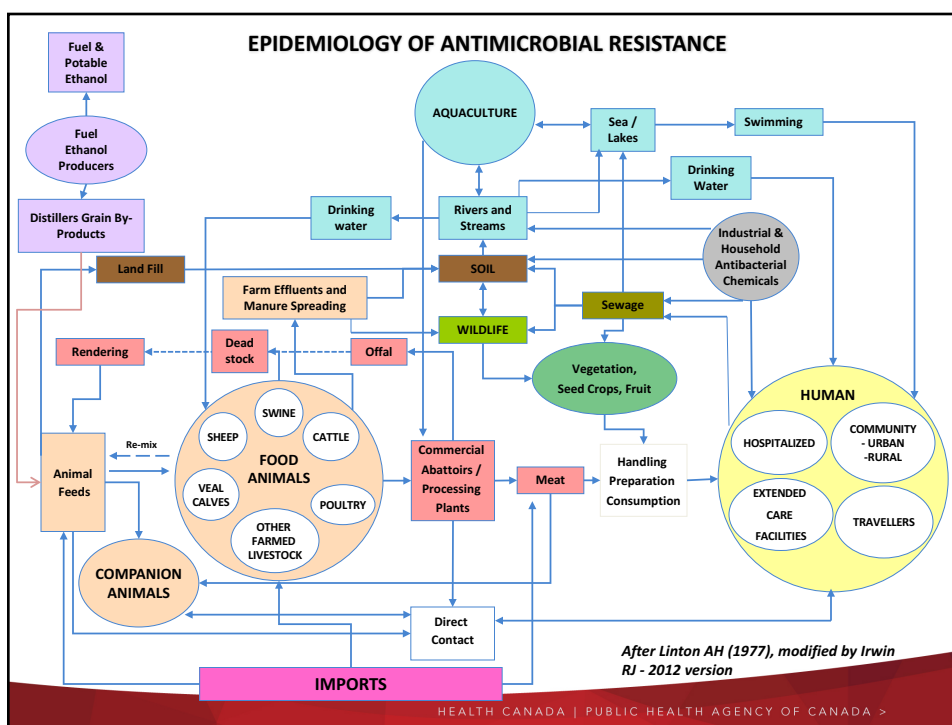 EPIDEMIOLOGY OF ANTIMICROBIAL RESISTANCE
Fuel &
Potable
Ethanol
Fuel
Ethanol
Producers
Distillers Grain By-
Products
AQUACULTURE
Sea /
Lakes
Swimming
Drinking
Water
Drinking
water
Rivers and
Streams
Industrial &
Household
Antibacterial
Chemicals
Land Fill
SOIL
Farm Effluents and
Manure Spreading
Sewage
WILDLIFE
Rendering
Dead
stock
Offal
Vegetation,
Seed Crops, Fruit
HUMAN
HOSPITALIZED
COMMUNITY
- URBAN
-RURAL
EXTENDED
CARE
FACILITIES
TRAVELLERS
SWINE
SHEEP
CATTLE
FOOD
ANIMALS
VEAL
CALVES
POULTRY
OTHER
FARMED
LIVESTOCK
Re-mix
Animal
Feeds
Commercial
Abattoirs /
Processing
Plants
Meat
Handling
Preparation
Consumption
COMPANION
ANIMALS
Direct
Contact
After Linton AH (1977), modified by Irwin
RJ - 2012 version
IMPORTS
HEALTH CANADA | PUBLIC HEALTH AGENCY OF CANADA >